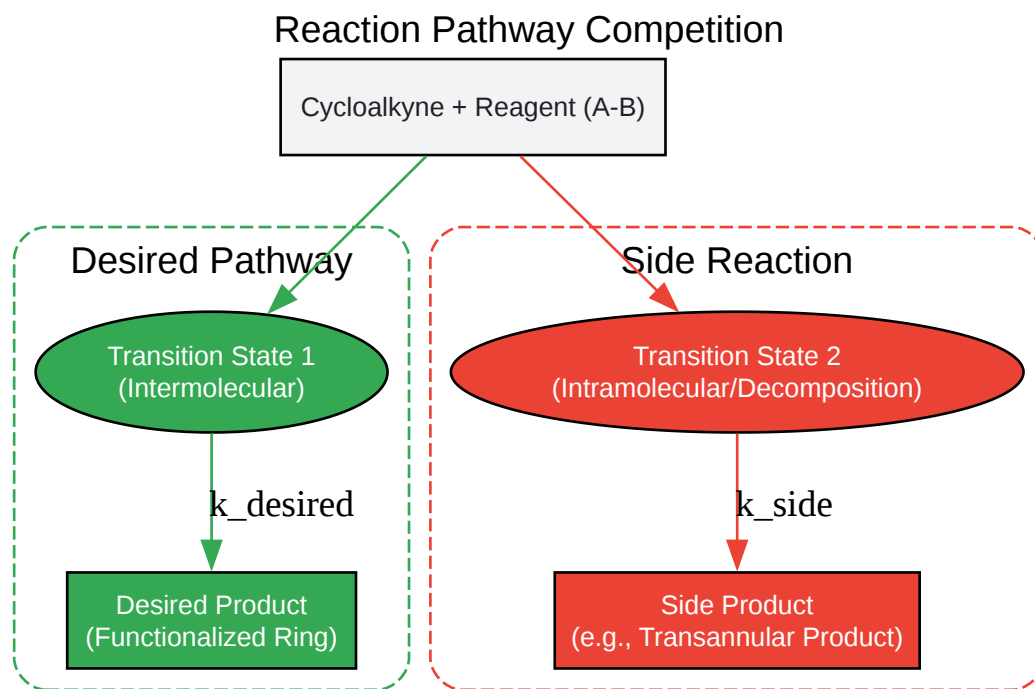 Reaction Pathway Competition
Cycloalkyne + Reagent (A-B)
Desired Pathway
Transition State 1
(Intermolecular)
k_desired
Desired Product
(Functionalized Ring)
Side Reaction
Transition State 2
(Intramolecular/Decomposition)
k_side
Side Product
(e.g., Transannular Product)